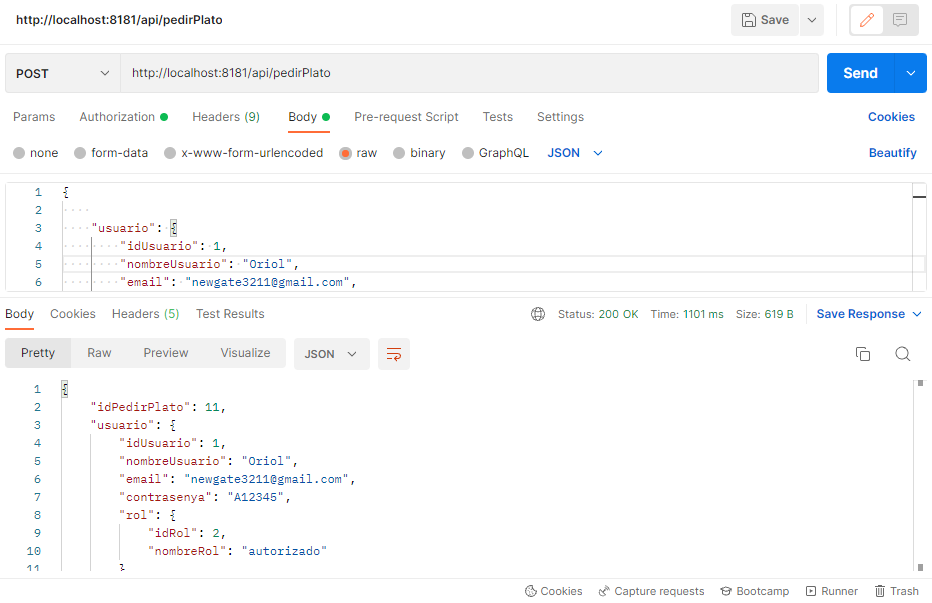 http://localhost:8181/api/pedirPlato Save
POST http://localhost:8181/api/pedirPlato Send
Params Authorization Headers (9) Body Pre-request Script Tests Settings Cookies
none form-data x-www-form-urlencoded raw binary GraphQL JSON Beautify
1 {
2
3 "usuario": {
4 "idUsuario": 1,
5 "nombreUsuario": "Oriol",
6 "email": "newgate3211@gmail.com",
Body Cookies Headers (5) Test Results Status: 200 OK Time: 1101 ms Size: 619 B Save Response
Pretty Raw Preview Visualize JSON
1 {
2 "idPedirPlato": 11,
3 "usuario": {
4 "idUsuario": 1,
5 "nombreUsuario": "Oriol",
6 "email": "newgate3211@gmail.com",
7 "contrasenya": "A12345",
8 "rol": {
9 "idRol": 2,
10 "nombreRol": "autorizado"
11 }
Cookies Capture requests Bootcamp Runner Trash